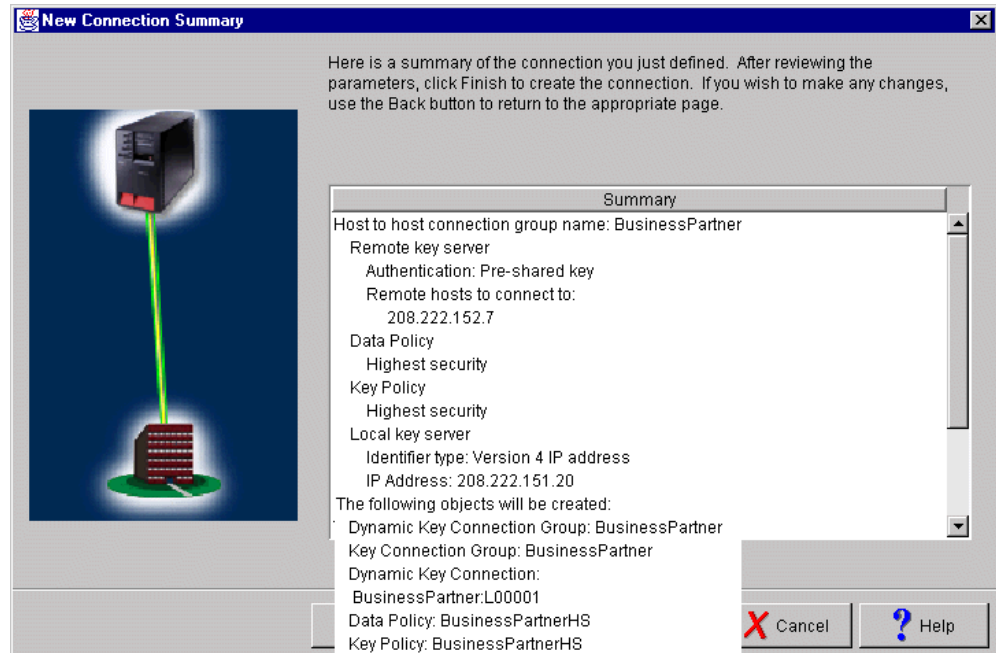 New Connection Summary
Here is a summary of the connection you just defined. After reviewing the
parameters, click Finish to create the connection. If you wish to make any changes,
use the Back button to return to the appropriate page.
Summary
Host to host connection group name: BusinessPartner
Remote key server
Authentication: Pre-shared key
Remote hosts to connect to:
208.222.152.7
Data Policy
Highest security
Key Policy
Highest security
Local key server
Identifier type: Version 4 IP address
IP Address: 208.222.151.20
The following objects will be created:
Dynamic Key Connection Group: BusinessPartner
Key Connection Group: BusinessPartner
Dynamic Key Connection:
BusinessPartner:L00001
Data Policy: BusinessPartnerHS
Key Policy: BusinessPartnerHS
Cancel
Help